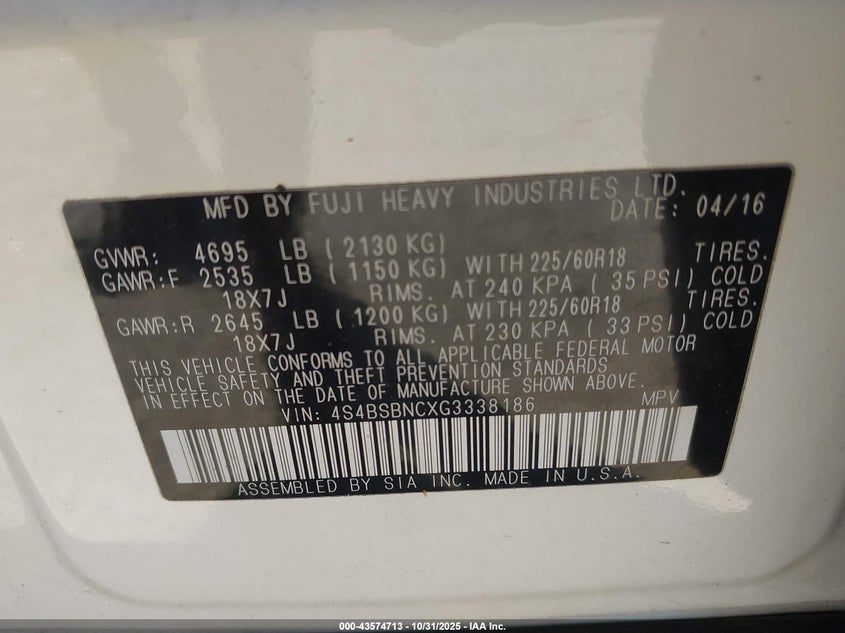 MFD BY FUJI HEAVY INDUSTRIES LTD.
DATE: 04/16
GVWR: 4695 LB ( 2130 KG)
GAWR:F 2535 LB ( 1150 KG) WITH 225/60R18 TIRES.
18X7J RIMS. AT 240 KPA ( 35 PSI) COLD
GAWR:R 2645 LB ( 1200 KG) WITH 225/60R18 TIRES.
18X7J RIMS. AT 230 KPA ( 33 PSI) COLD
THIS VEHICLE CONFORMS TO ALL APPLICABLE FEDERAL MOTOR
VEHICLE SAFETY AND THEFT PREVENTION STANDARDS
IN EFFECT ON THE DATE OF MANUFACTURE SHOWN ABOVE.
VIN: 4S4BSBNCXG3338186 MPV
ASSEMBLED BY SIA INC. MADE IN U.S.A.
000-43574713 - 10/31/2025 - IAA Inc.